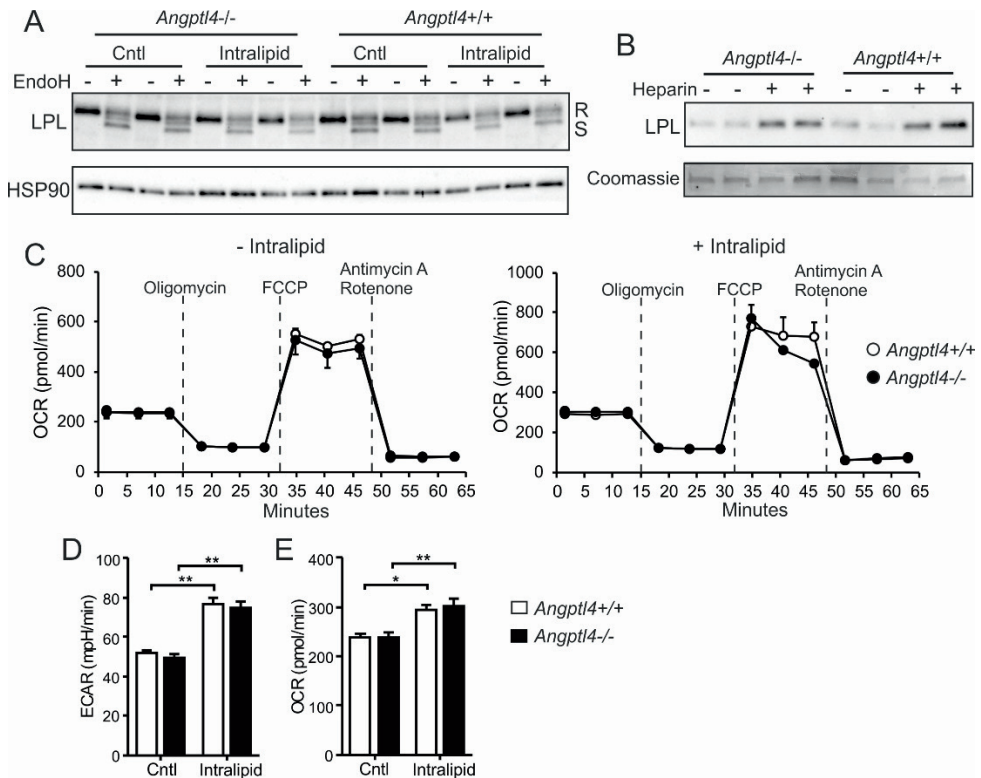 A
Angptl4-/-
Angptl4+/+
Cntl
Intralipid
Cntl
Intralipid
EndoH - + - + - + - + - + - + - + - +
LPL
R
S
HSP90
B
Angptl4-/-
Angptl4+/+
Heparin - - + + - - + +
LPL
Coomassie
C
- Intralipid
800
600
400
200
0
OCR (pmol/min)
Oligomycin
FCCP
Antimycin A
Rotenone
0 5 10 15 20 25 30 35 40 45 50 55 60 65
Minutes
+ Intralipid
1000
800
600
400
200
0
OCR (pmol/min)
Oligomycin
FCCP
Antimycin A
Rotenone
Angptl4+/+
Angptl4-/-
0 5 10 15 20 25 30 35 40 45 50 55 60 65
Minutes
D
100
80
60
40
20
0
ECAR (mpH/min)
**
**
Cntl Intralipid
E
400
300
200
100
0
OCR (pmol/min)
**
*
Cntl Intralipid
Angptl4+/+
Angptl4-/-